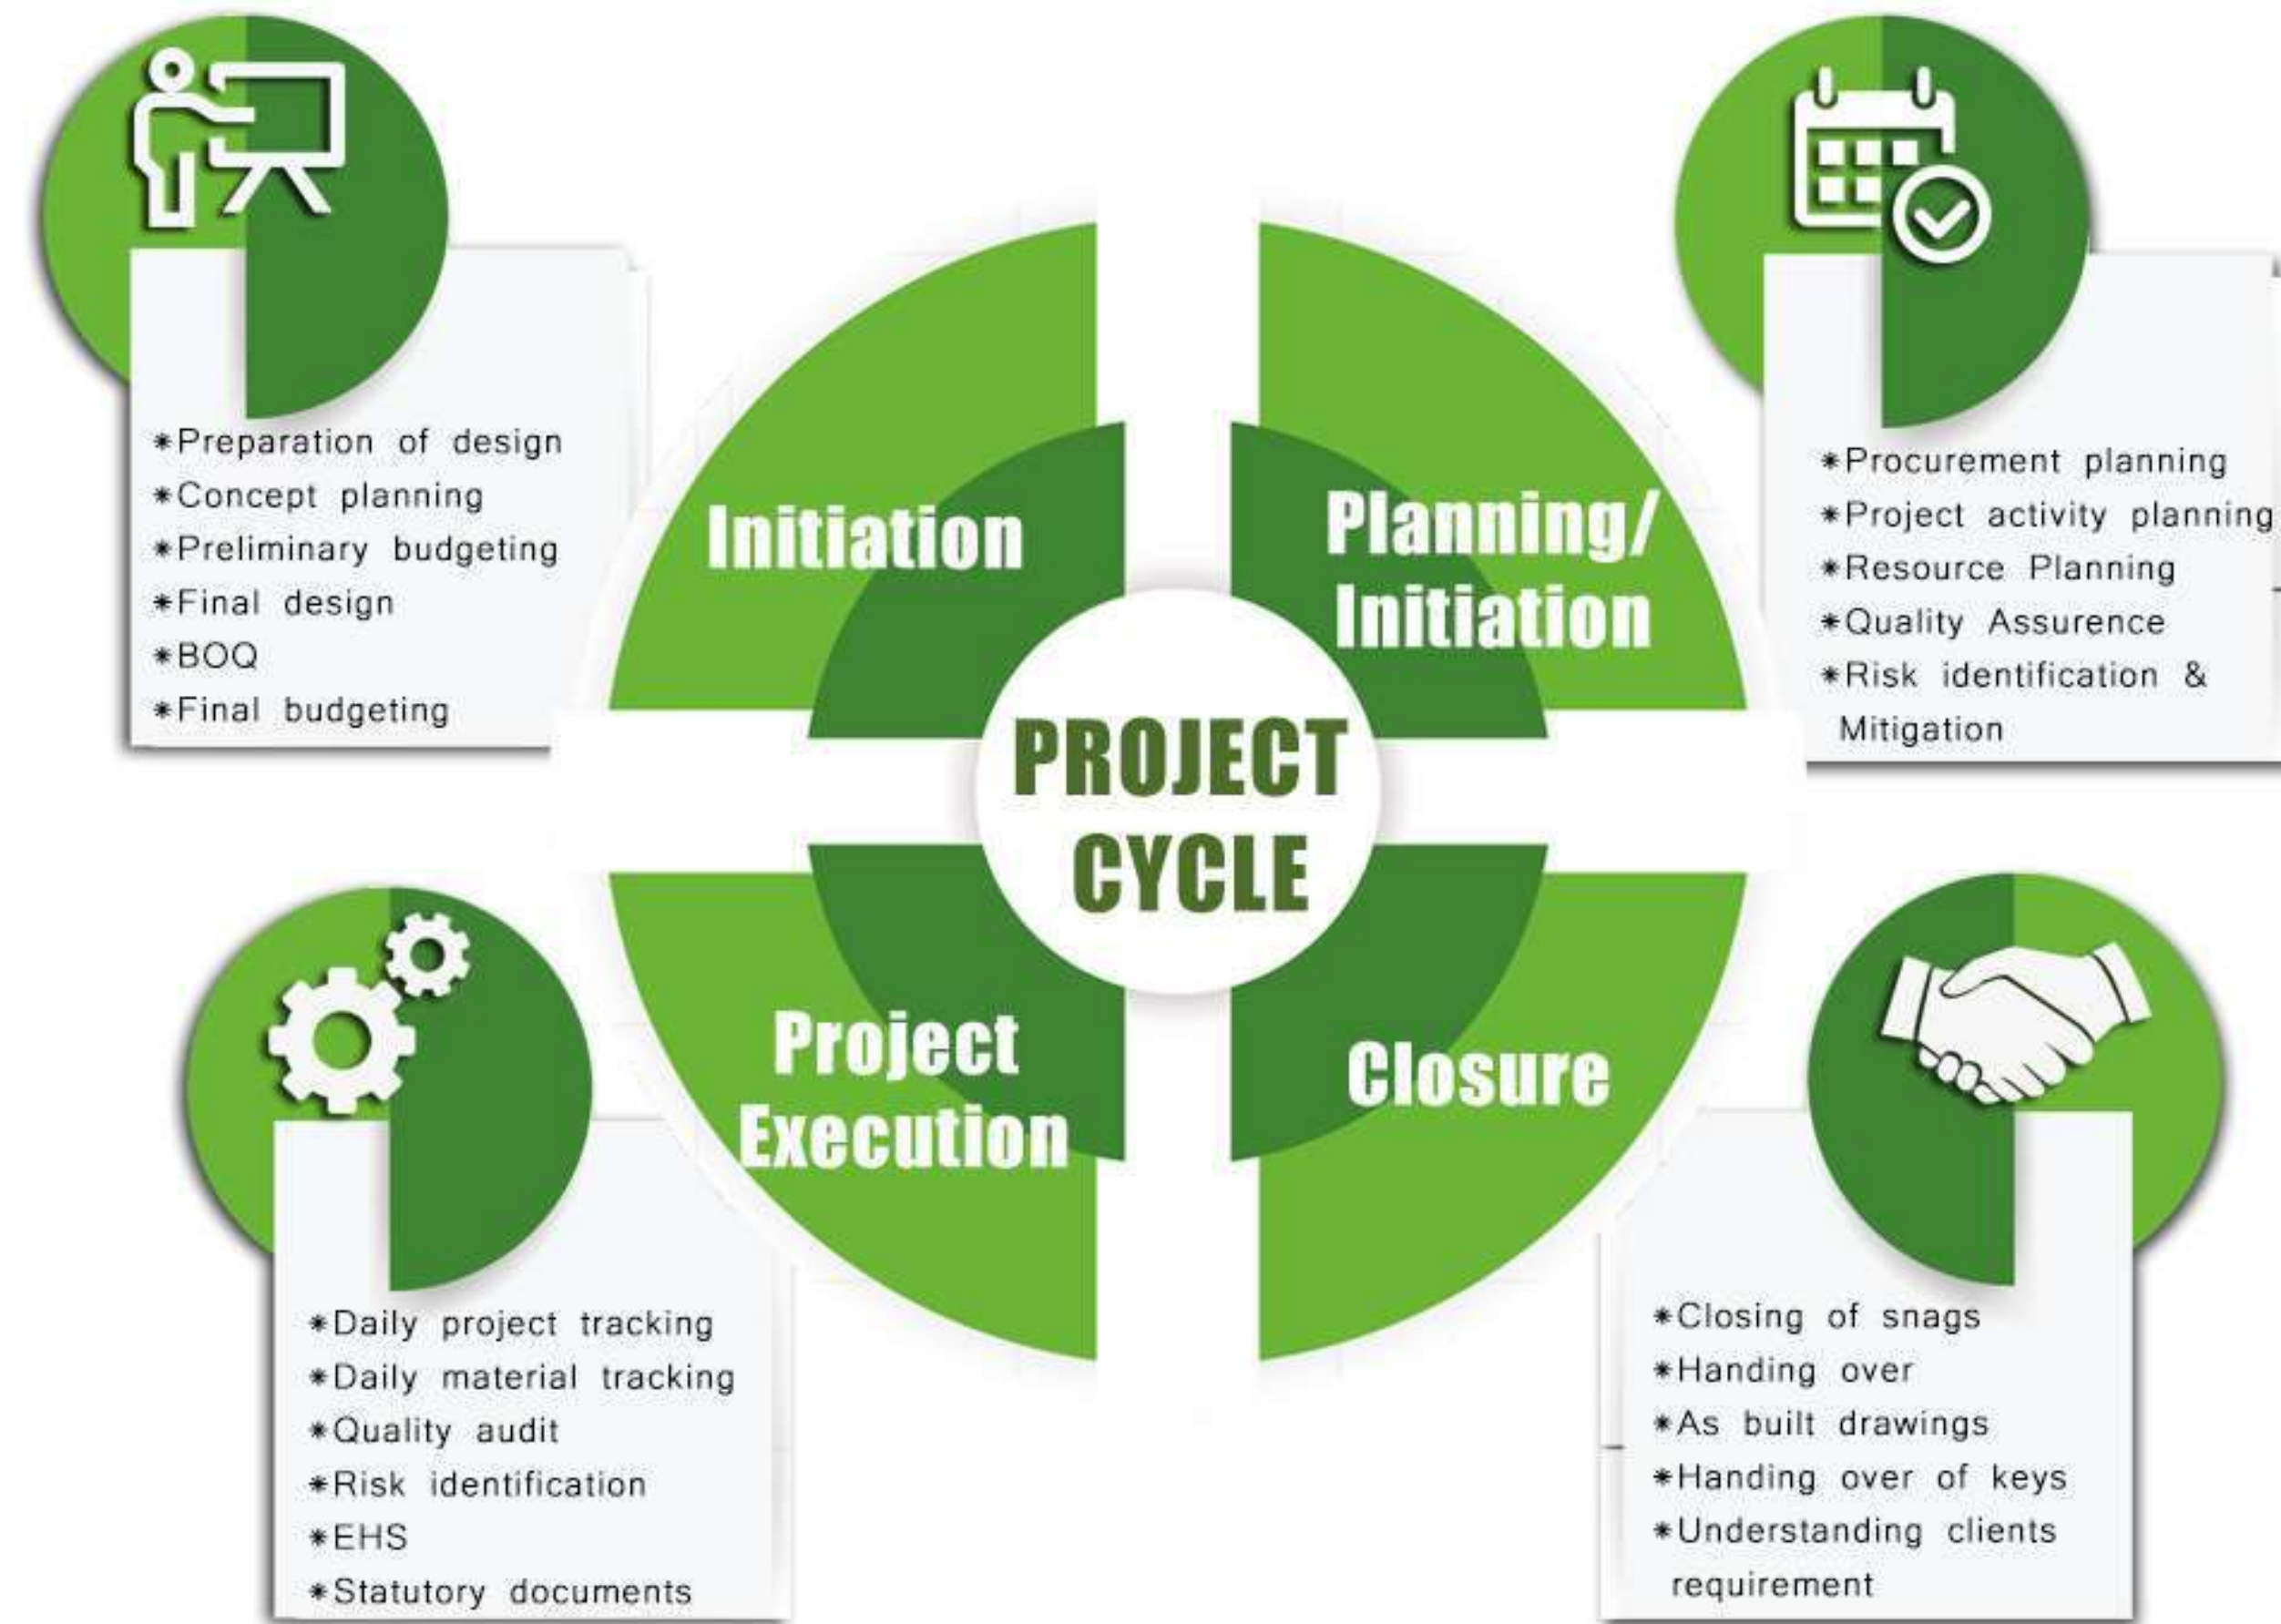 *Preparation of design
*Concept planning
*Preliminary budgeting
*Final design
*BOQ
*Final budgeting
Initiation
Planning/
Initiation
*Procurement planning
*Project activity planning
*Resource Planning
*Quality Assurence
*Risk identification &
Mitigation
PROJECT
CYCLE
Project
Execution
*Daily project tracking
*Daily material tracking
*Quality audit
*Risk identification
*EHS
*Statutory documents
Closure
*Closing of snags
*Handing over
*As built drawings
*Handing over of keys
*Understanding clients
requirement